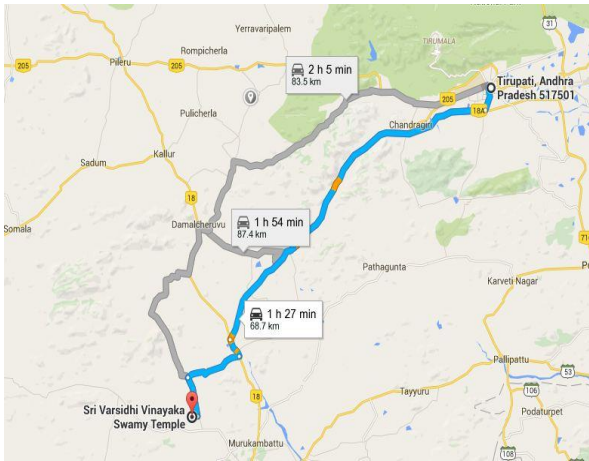 Yerravaripalem
31
TIRUMALA
Rompicherla
205
Pileru
205
2 h 5 min
83.5 km
Tirupati, Andhra
Pradesh 517501
205
18A
Pulicherla
Chandragiri
Kallur
Sadum
18
Somala
Damalcheruvu
1 h 54 min
87.4 km
71
Pathagunta
Karveti Nagar
1 h 27 min
68.7 km
Pallipattu
53
106
Tayyuru
18
Sri Varsidhi Vinayaka
Swamy Temple
Podaturpet
Murukambattu
108